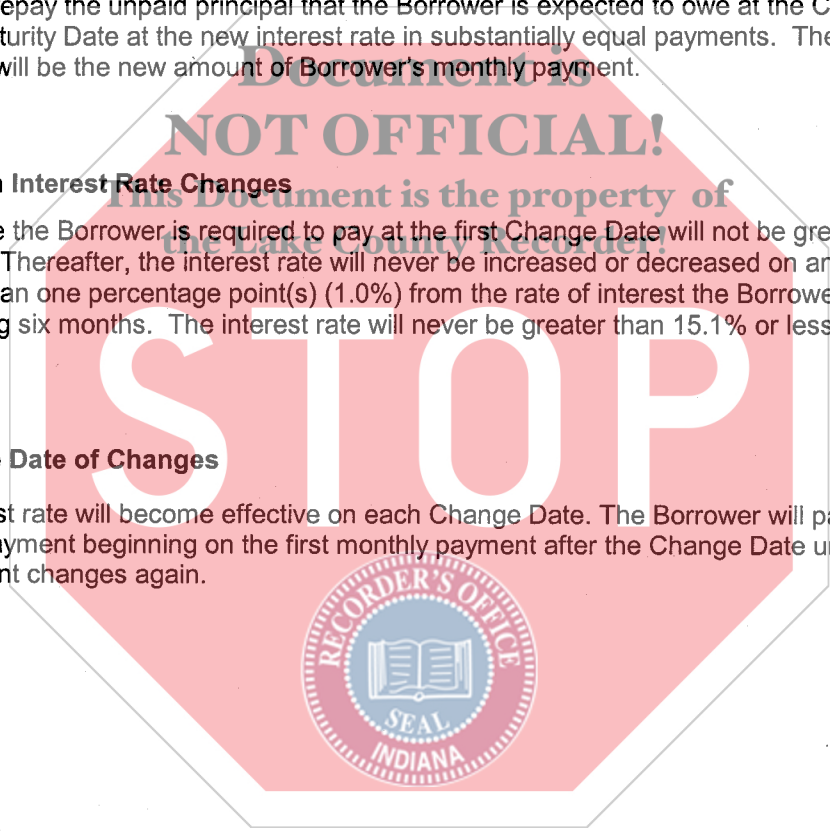 epay the unpaid principal that the Borrower is expected to owe at the C
turity Date at the new interest rate in substantially equal payments. The
will be the new amount of Borrower's monthly payment.
Document is
NOT OFFICIAL!
Interest Rate Changes
This Document is the property of
e the Borrower is required to pay at the first Change Date will not be gre
the Lake County Recorder!
Thereafter, the interest rate will never be increased or decreased on an
an one percentage point(s) (1.0%) from the rate of interest the Borrowe
g six months. The interest rate will never be greater than 15.1% or less
STOP
Date of Changes
st rate will become effective on each Change Date. The Borrower will pa
ayment beginning on the first monthly payment after the Change Date u
nt changes again.
RECORDER'S OFFICE
SEAL
INDIANA